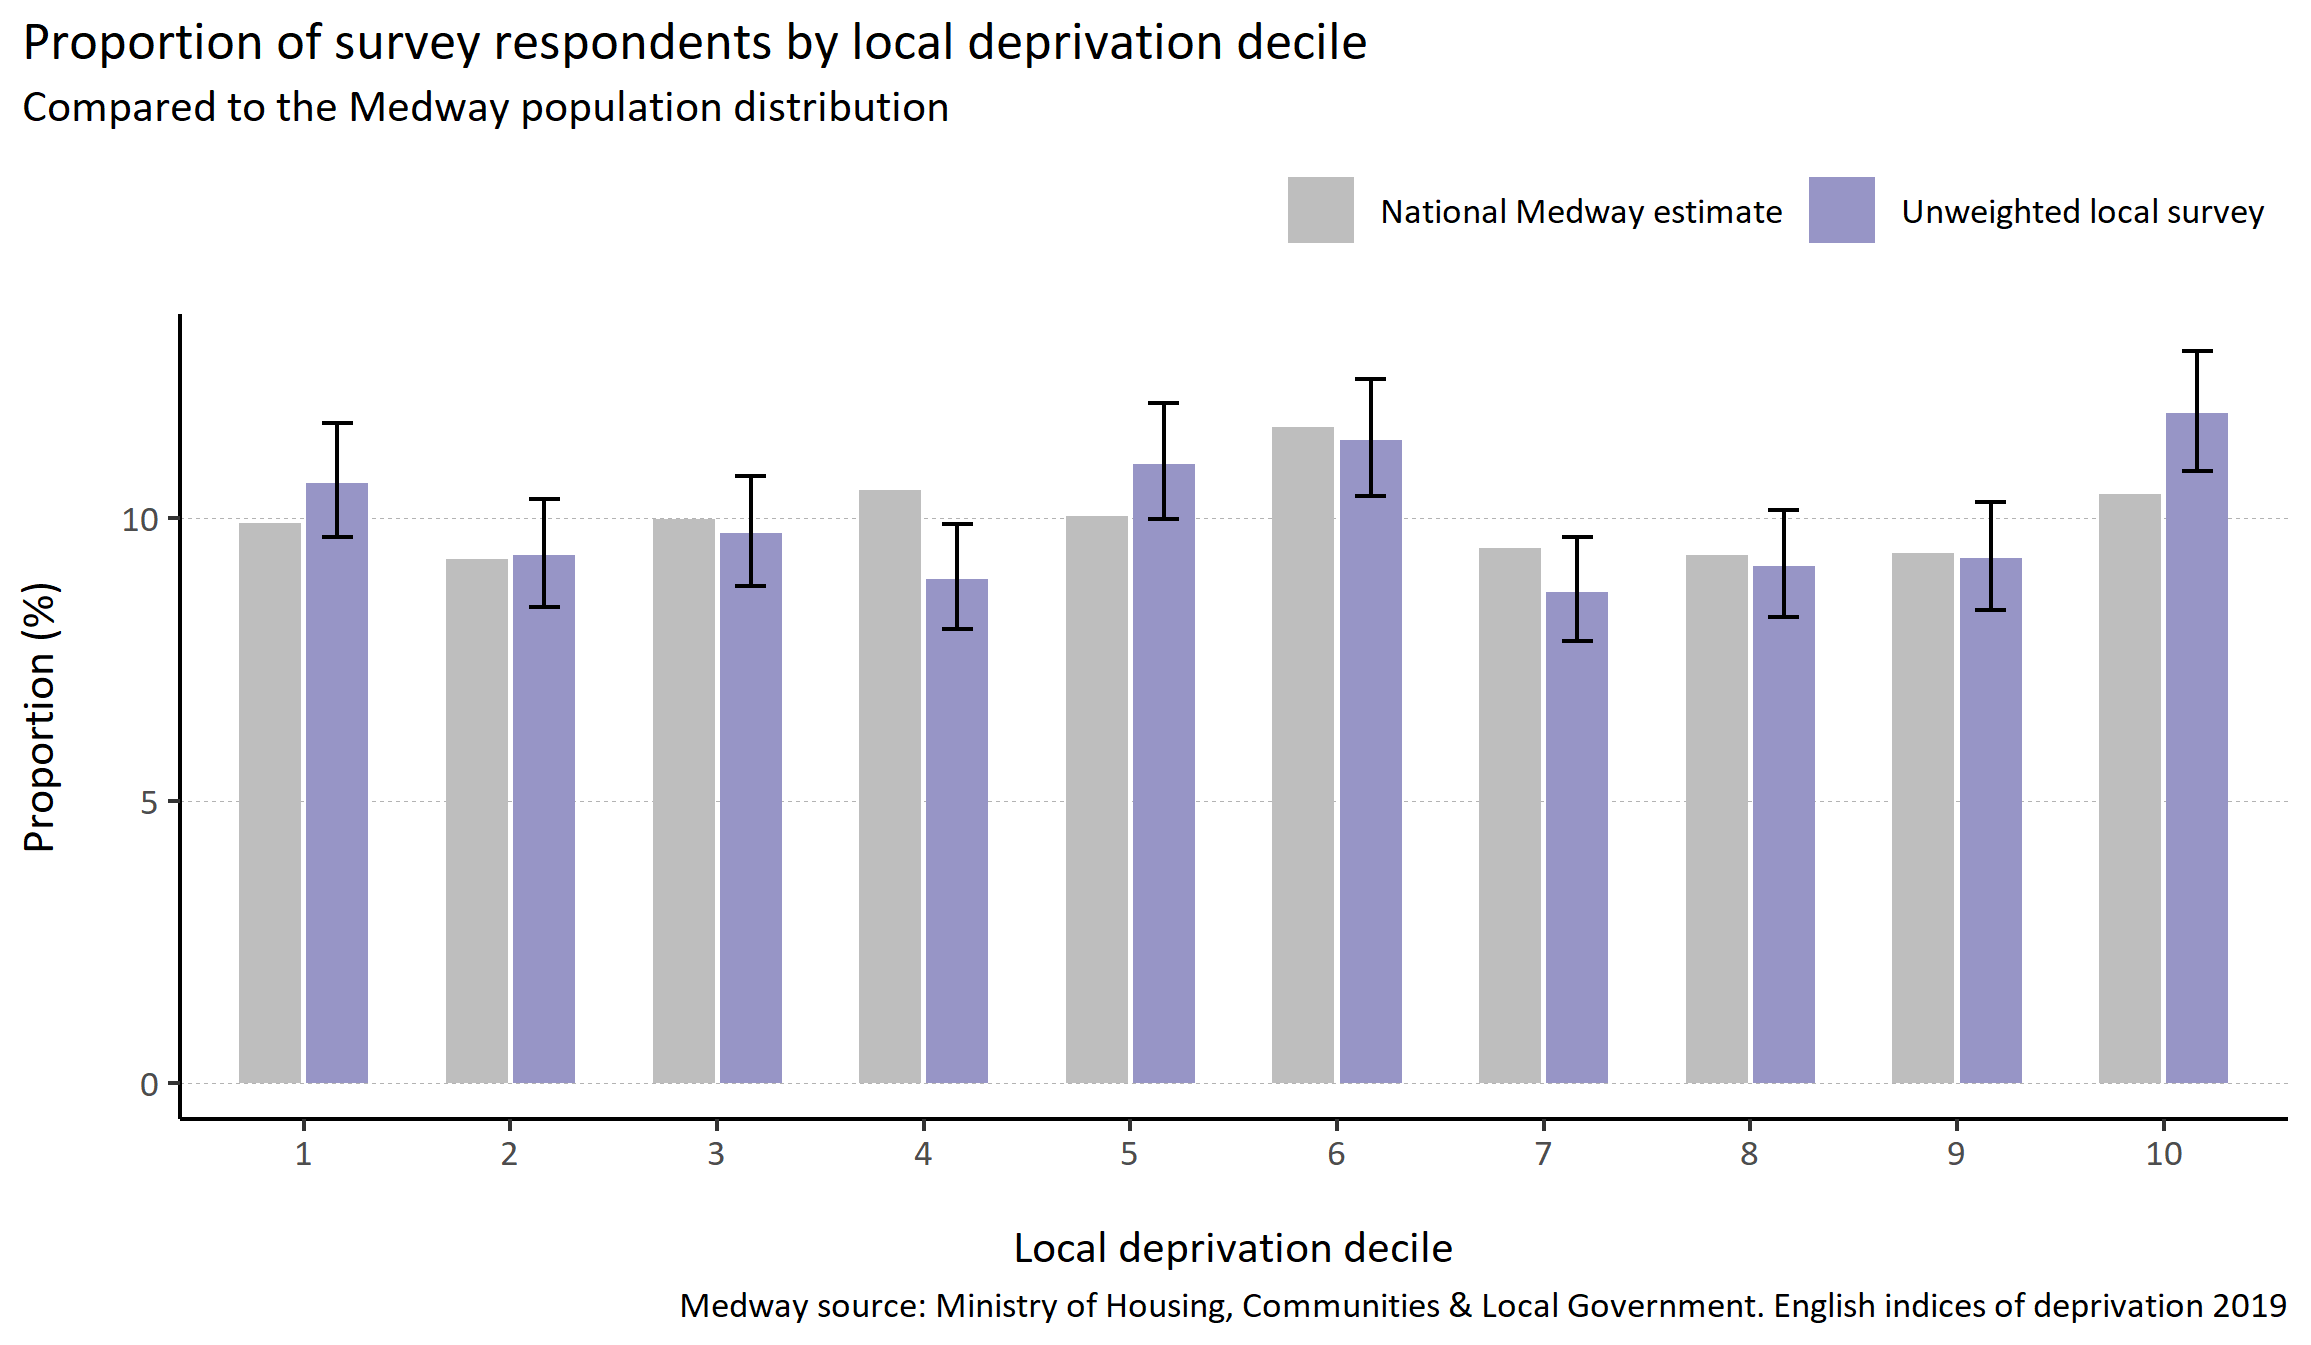 Proportion of survey respondents by local deprivation decile
Compared to the Medway population distribution
National Medway estimate
Unweighted local survey
Proportion (%)
10
5
0
1 2 3 4 5 6 7 8 9 10
Local deprivation decile
Medway source: Ministry of Housing, Communities & Local Government. English indices of deprivation 2019